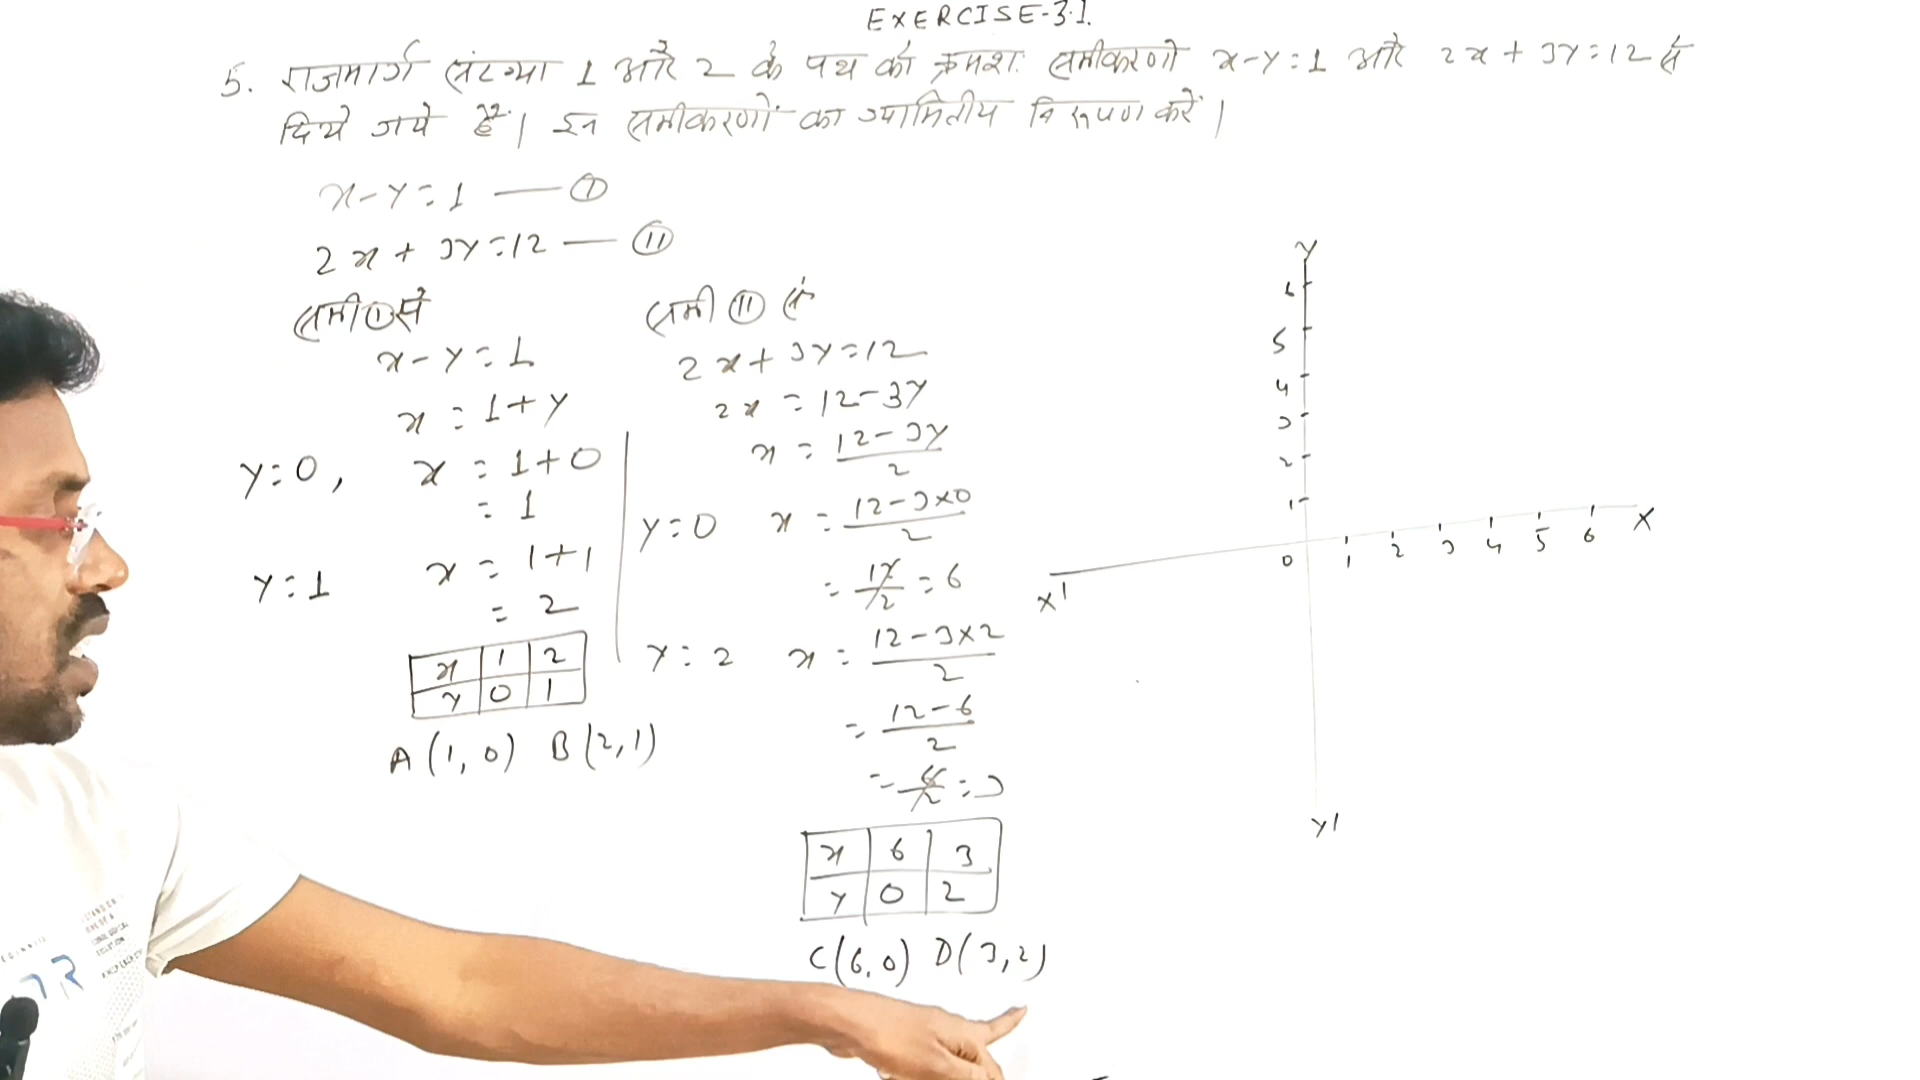 EXERCISE-3.1.
5. राजमार्ग संख्या 1 और 2 के पथ को क्रमशः समीकरणों x-y=1 और 2x+3y=12 से
दिये गये हैं। इन समीकरणों का ज्यामितीय निरूपण करें।
x-y=1 — (I)
2x+3y=12 — (II)
समी (I) से
x-y=1
x = 1+y
y=0, x = 1+0
= 1
y=1 x = 1+1
= 2
x 1 2
y 0 1
A(1,0) B(2,1)
समी (II) से
2x+3y=12
2x = 12-3y
x = 12-3y/2
y=0 x = 12-3×0/2
= 12/2 = 6
y=2 x = 12-3×2/2
= 12-6/2
= 6/2 = 3
x 6 3
y 0 2
C(6,0) D(3,2)
Y
6
5
4
3
2
1
X' 0 1 2 3 4 5 6 X
Y'